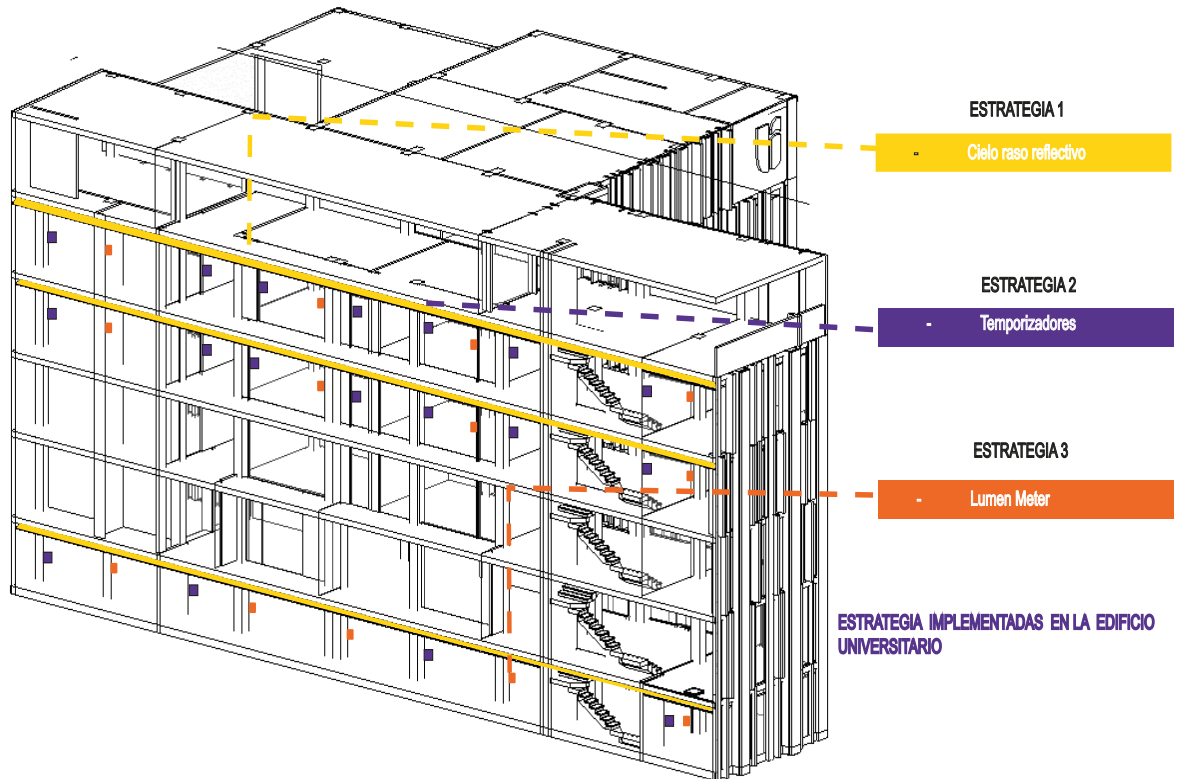 ESTRATEGIA 1
- Cielo raso reflectivo
ESTRATEGIA 2
- Temporizadores
ESTRATEGIA 3
- Lumen Meter
ESTRATEGIA IMPLEMENTADAS EN LA EDIFICIO
UNIVERSITARIO